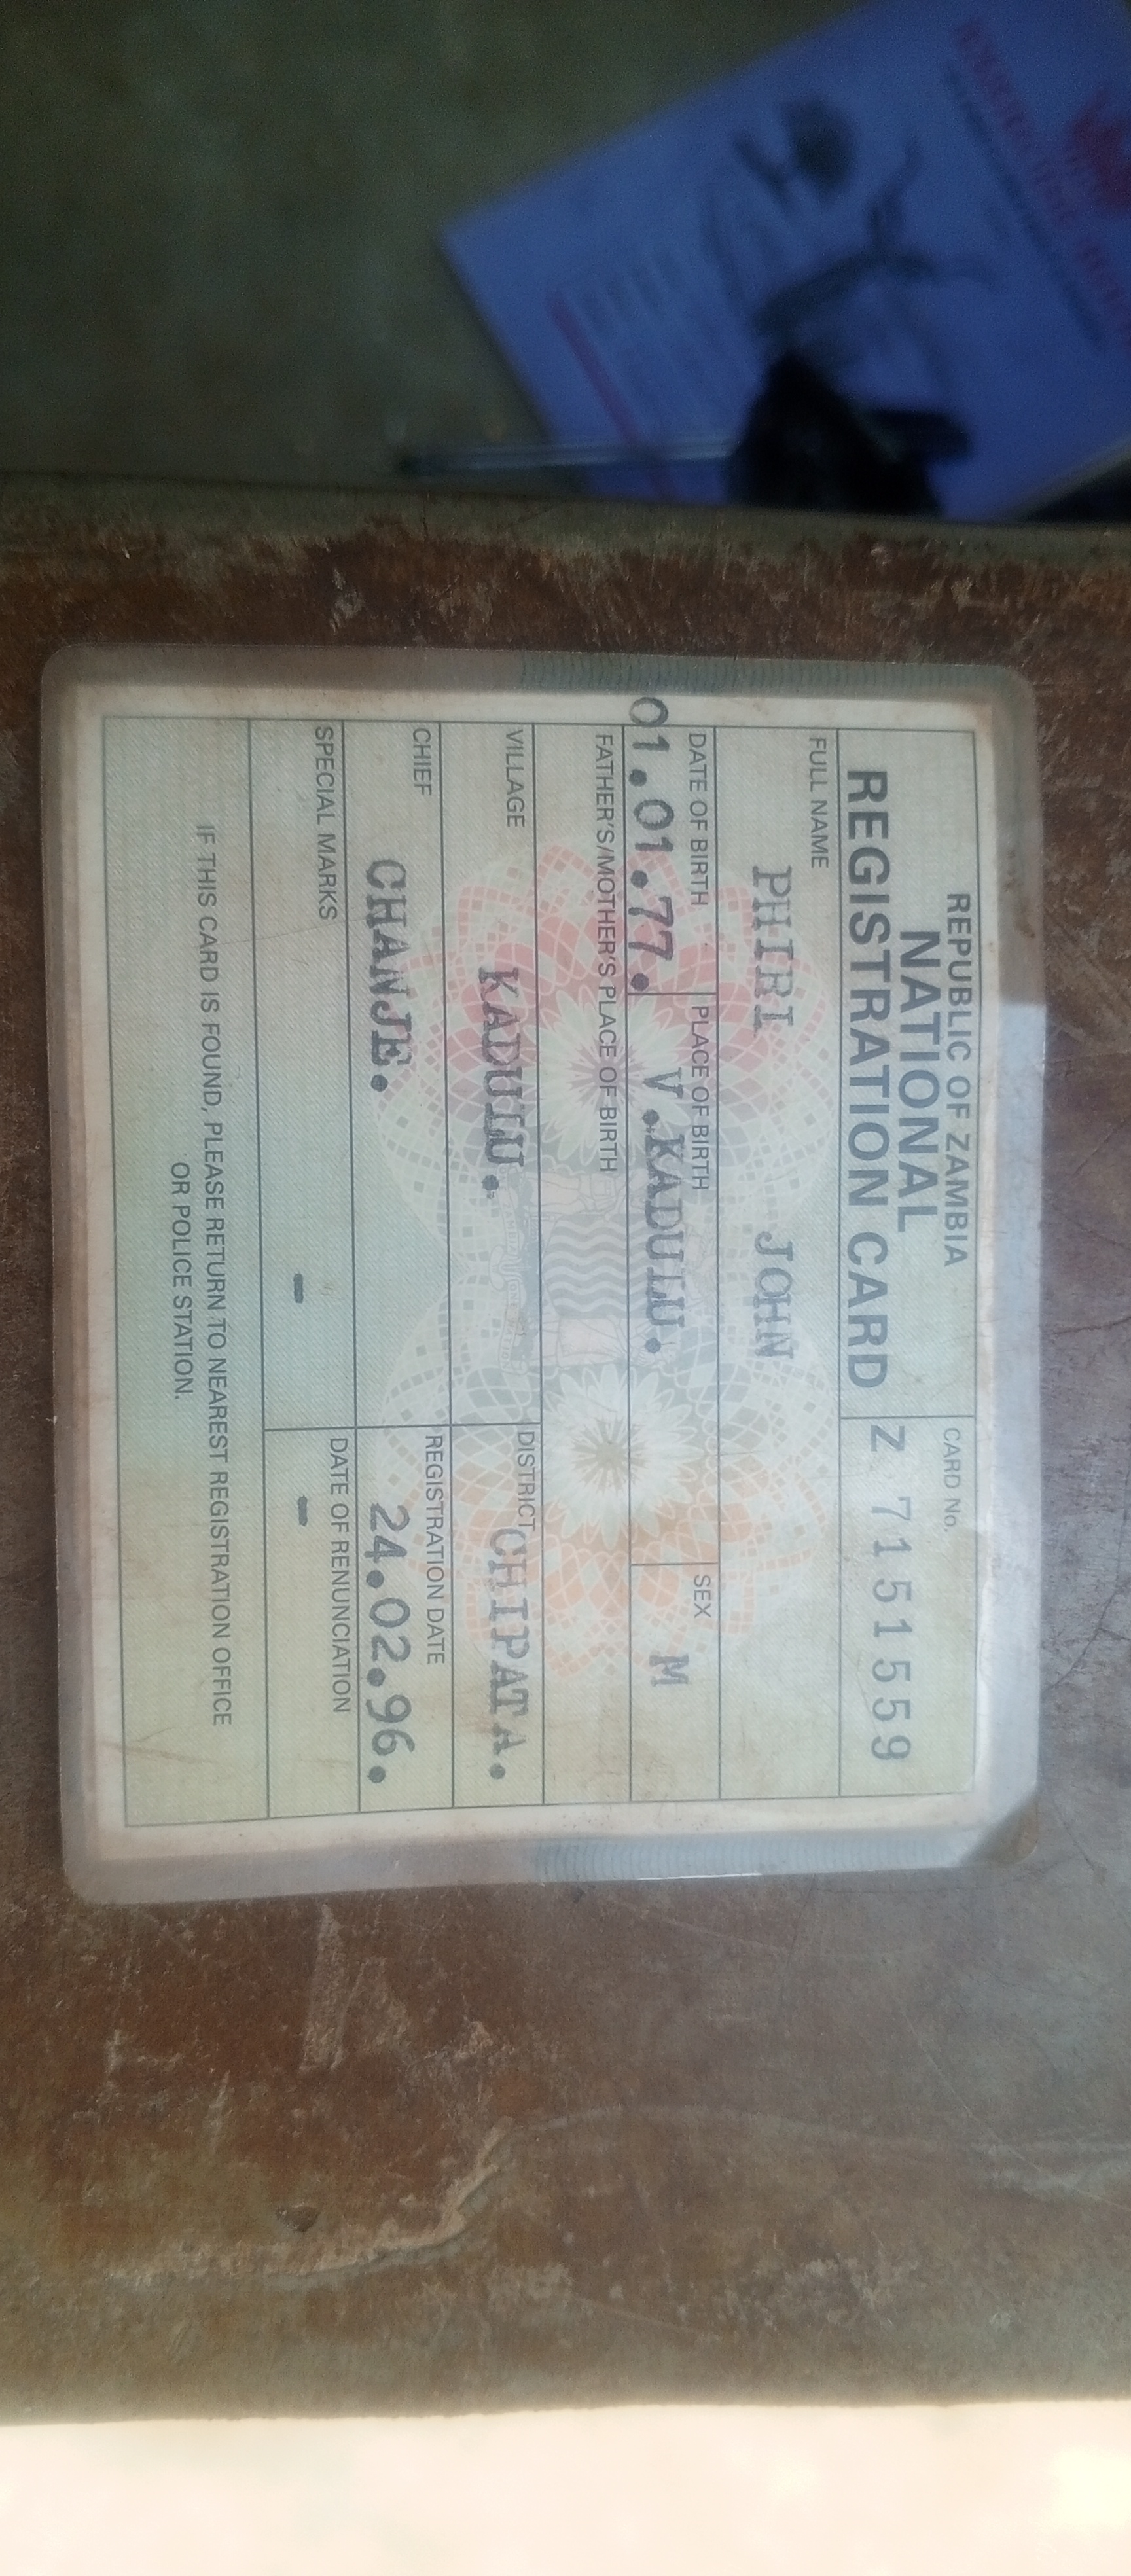 REPUBLIC OF ZAMBIA
NATIONAL
REGISTRATION CARD
CARD No.
Z 7151559
FULL NAME
PHIRI JOHN
DATE OF BIRTH PLACE OF BIRTH SEX
01.01.77. V.KADULU. M
FATHER'S/MOTHER'S PLACE OF BIRTH
VILLAGE KADULU. DISTRICT CHIPATA.
CHIEF CHANJE. REGISTRATION DATE 24.02.96.
SPECIAL MARKS - DATE OF RENUNCIATION -
IF THIS CARD IS FOUND, PLEASE RETURN TO NEAREST REGISTRATION OFFICE
OR POLICE STATION.